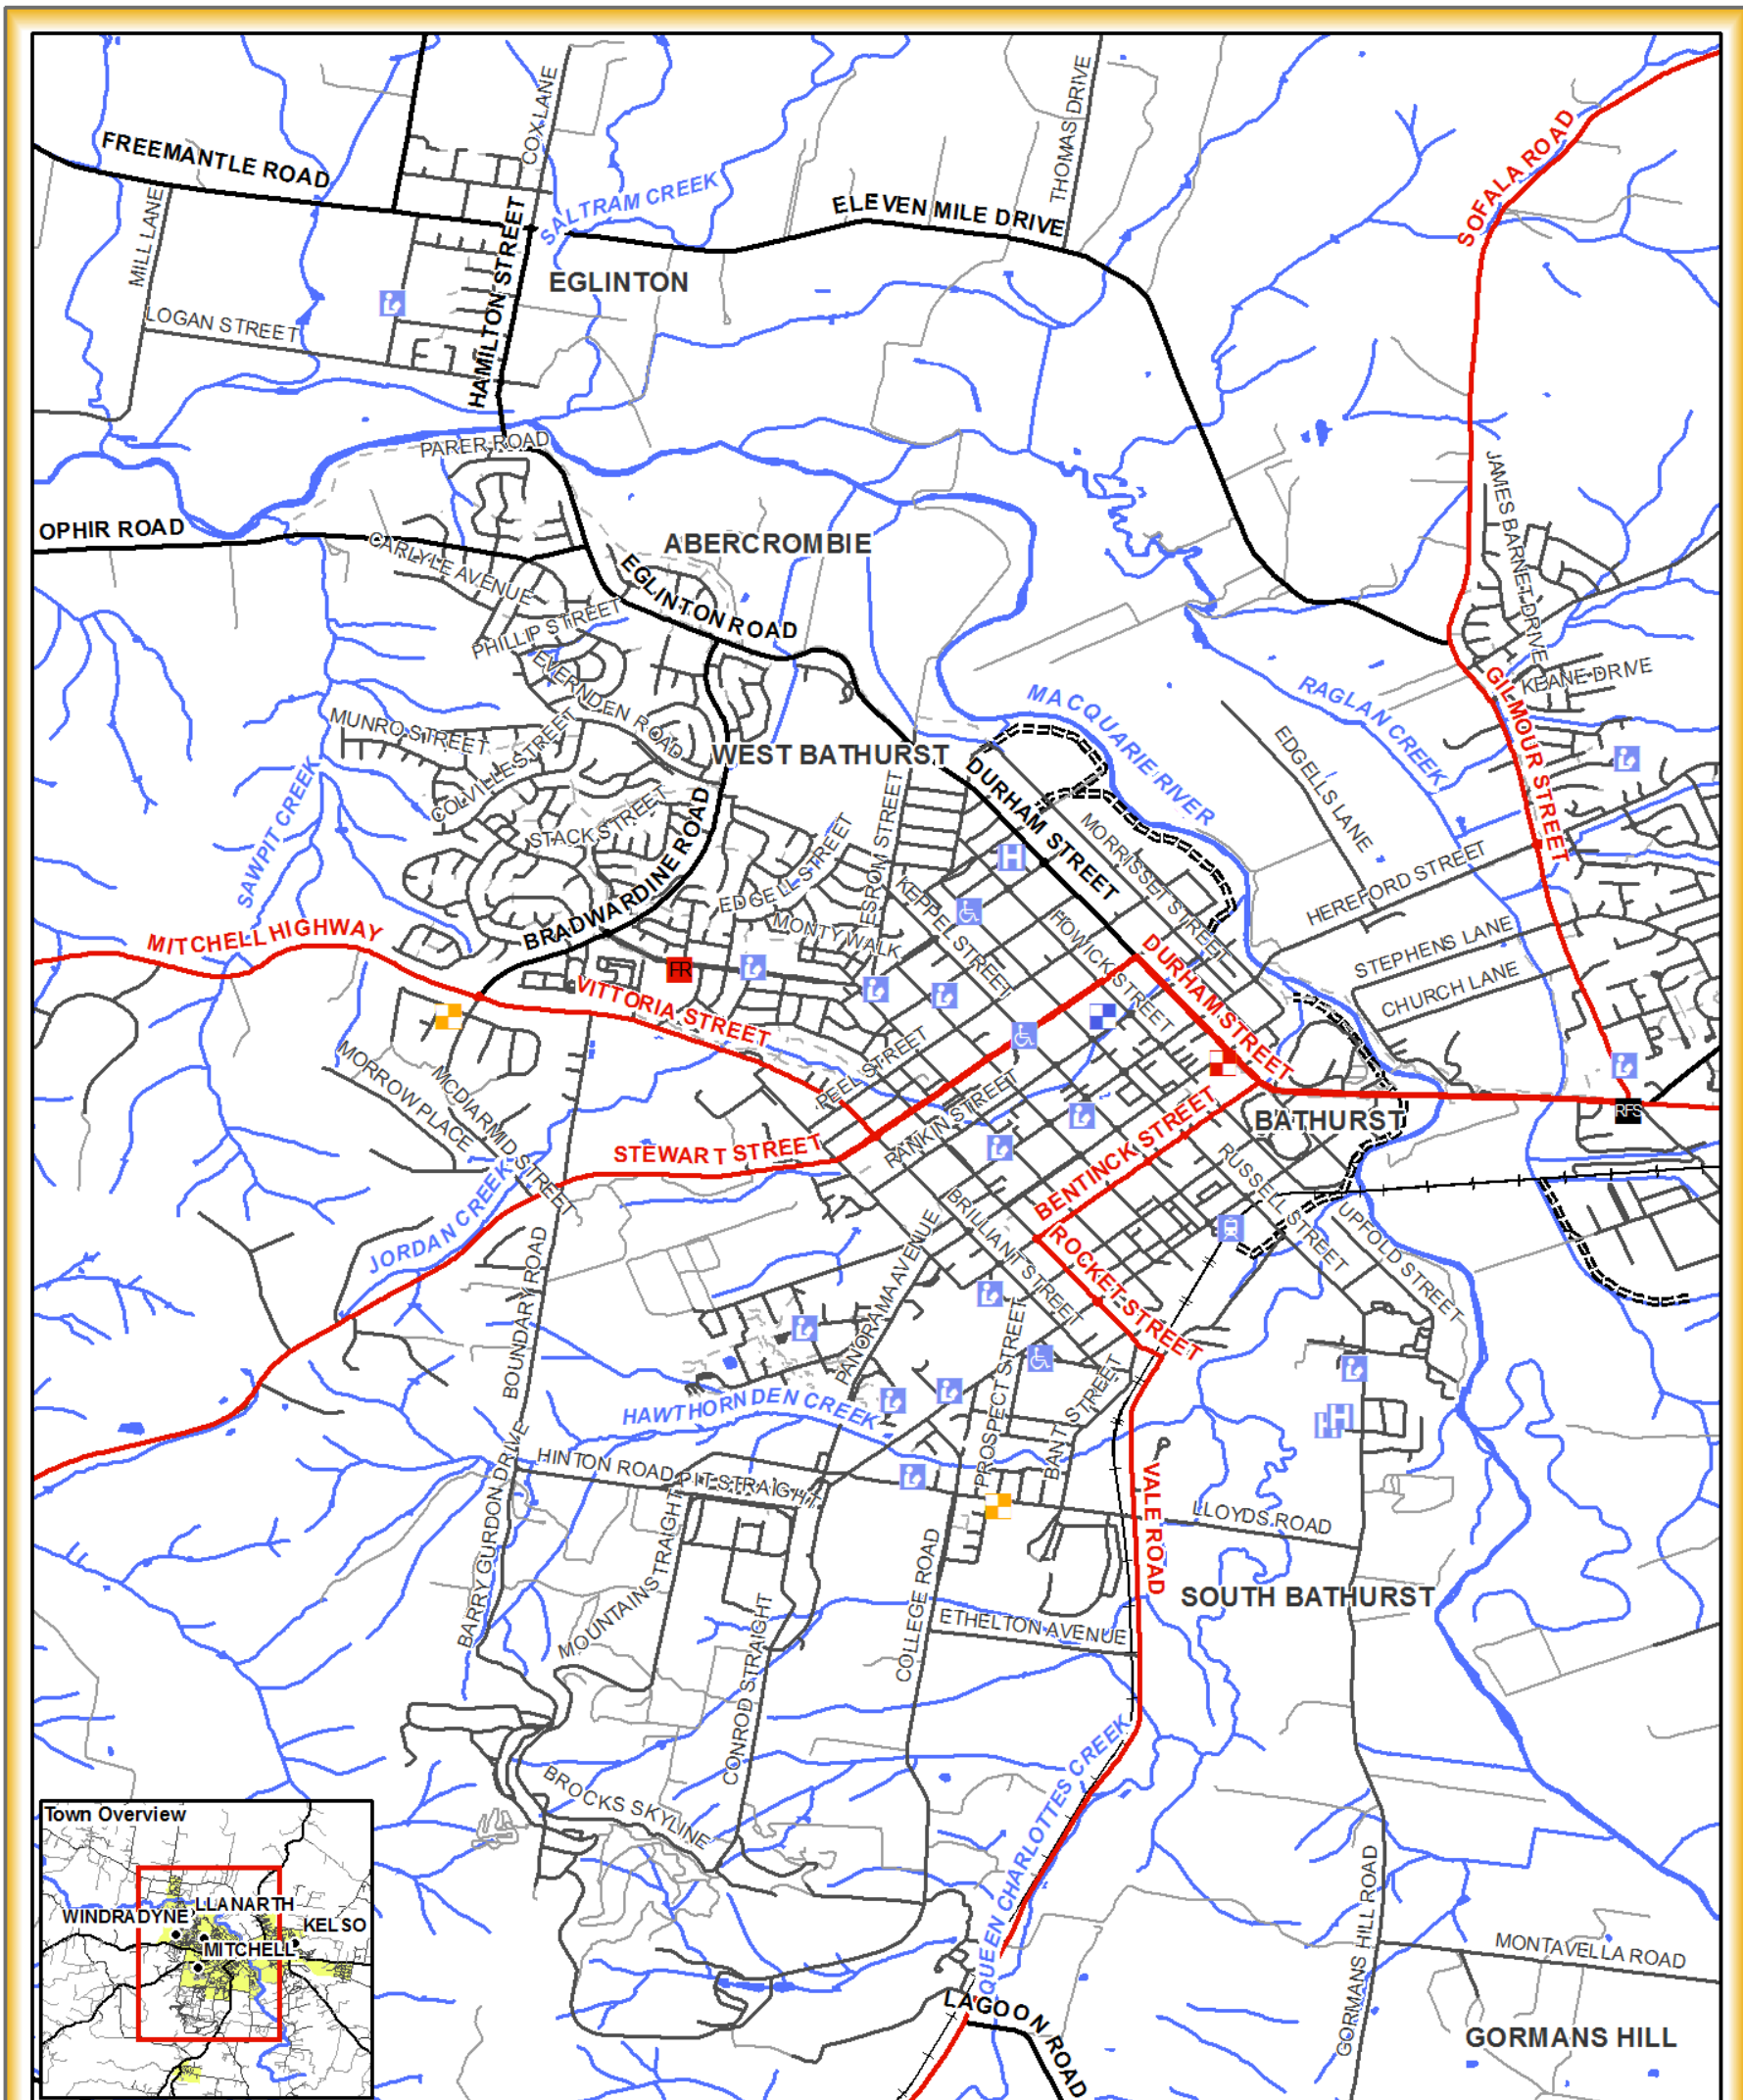 COX LANE
THOMAS DRIVE
SOFALA ROAD
FREEMANTLE ROAD
SALTRAM CREEK
ELEVEN MILE DRIVE
MILL LANE
HAMILTON STREET
EGLINTON
LOGAN STREET
PARER ROAD
JAMES BARNET DRIVE
OPHIR ROAD
ABERCROMBIE
CARLYLE AVENUE
EGLINTON ROAD
PHILLIP STREET
EVERNDEN ROAD
KEANE DRIVE
GILMOUR STREET
RAGLAN CREEK
MACQUARIE RIVER
MUNRO STREET
COLVILLE STREET
WEST BATHURST
EDGELLS LANE
DURHAM STREET
SAWPIT CREEK
STACK STREET
BRADWARDINE ROAD
ESROM STREET
MORRISSET STREET
EDGELL STREET
H
HEREFORD STREET
KEPPEL STREET
HOWICK STREET
MONTY WALK
MITCHELL HIGHWAY
STEPHENS LANE
FR
DURHAM STREET
VITTORIA STREET
CHURCH LANE
MORROW PLACE
MCDIARMID STREET
PEEL STREET
RANKIN STREET
BENTINCK STREET
BATHURST
RFS
STEWART STREET
RUSSELL STREET
JORDAN CREEK
BRILLIANT STREET
UPFOLD STREET
BOUNDARY ROAD
PANORAMA AVENUE
ROCKET STREET
PROSPECT STREET
HAWTHORNDEN CREEK
BANT STREET
H
H
HINTON ROAD
PIT STRAIGHT
VALE ROAD
LLOYDS ROAD
BARRY GURDON DRIVE
MOUNTAIN STRAIGHT
COLLEGE ROAD
SOUTH BATHURST
CONROD STRAIGHT
ETHELTON AVENUE
BROCKS SKYLINE
QUEEN CHARLOTTES CREEK
Town Overview
LLANARTH
WINDRADYNE
KELSO
MITCHELL
GORMANS HILL ROAD
MONTAVELLA ROAD
LAGOON ROAD
GORMANS HILL